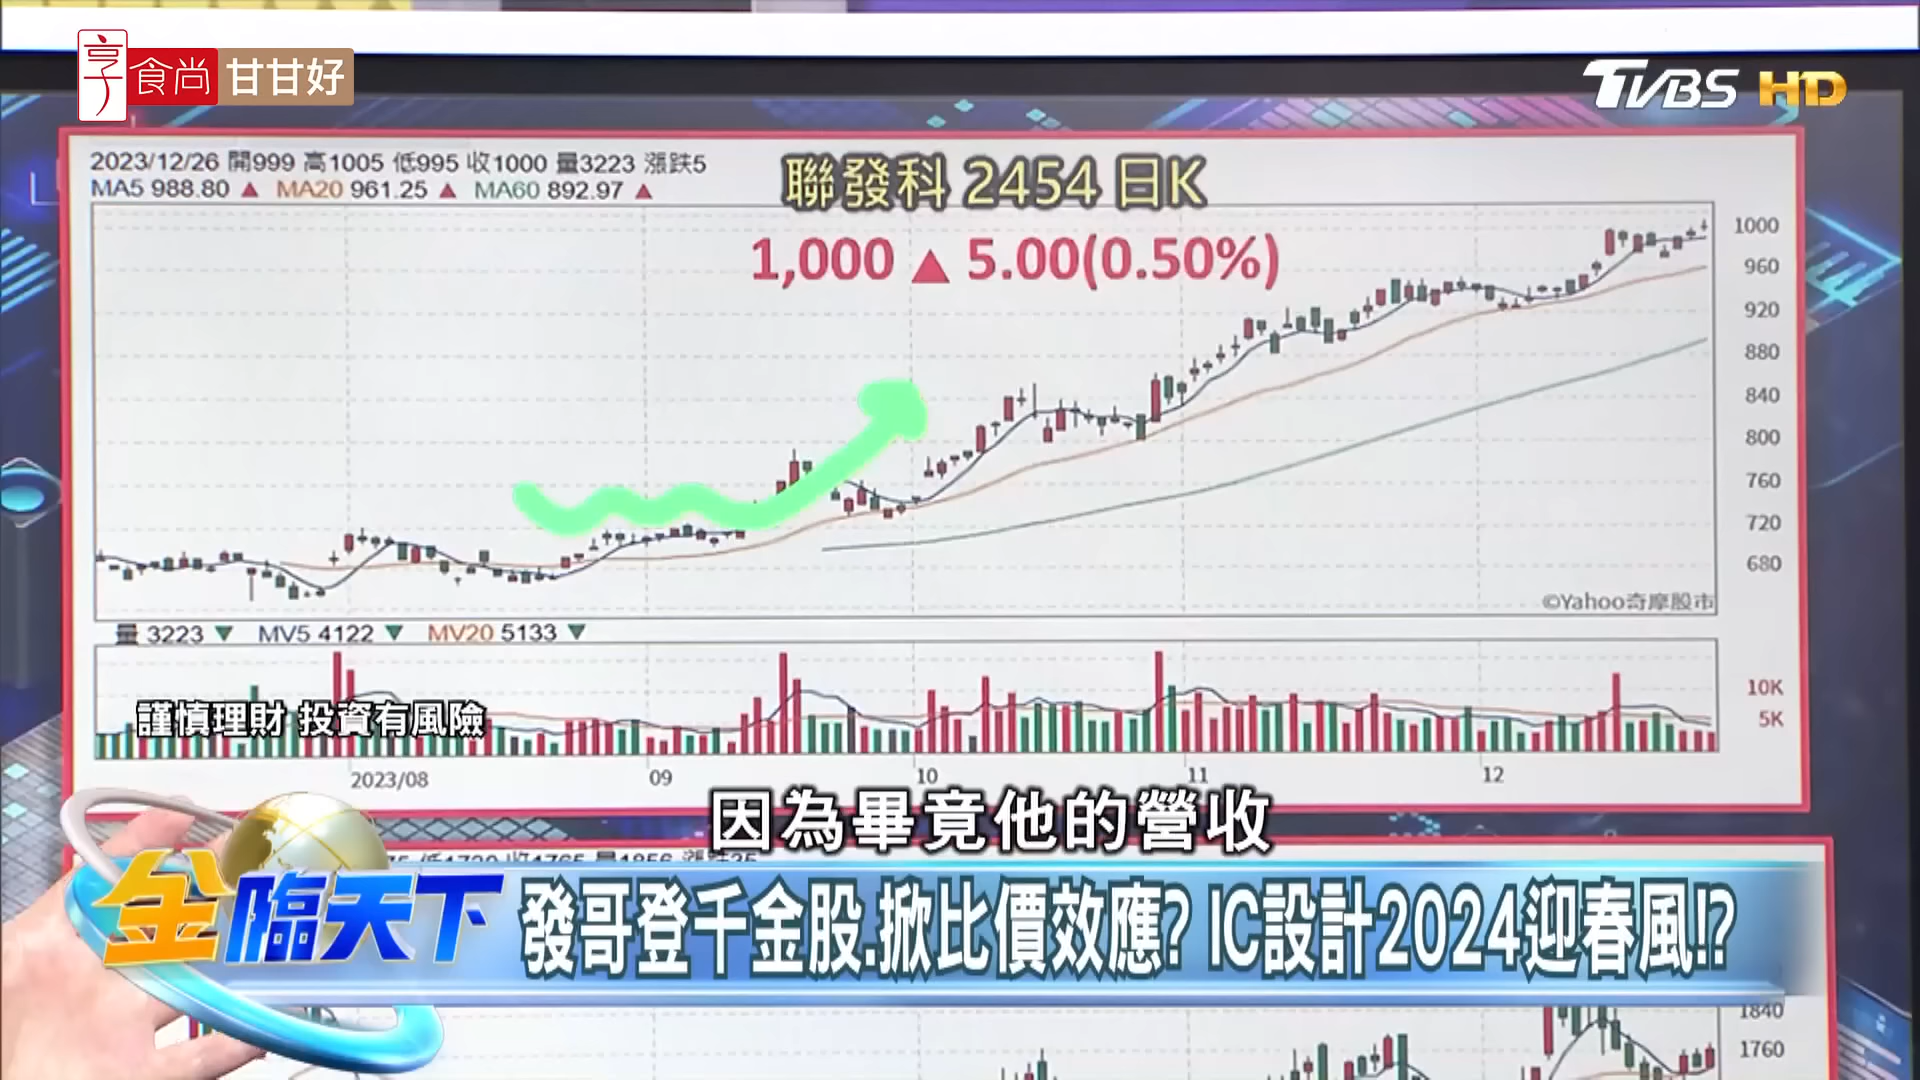 享食尚 甘甘好
TVBS HD
2023/12/26 開999 高1005 低995 收1000 量3223 漲跌5
MA5 988.80 ▲ MA20 961.25 ▲ MA60 892.97 ▲
聯發科 2454 日K
1,000 ▲ 5.00(0.50%)
1000
960
920
880
840
800
760
720
680
©Yahoo奇摩股市
量 3223 ▼ MV5 4122 ▼ MV20 5133 ▼
10K
5K
謹慎理財 投資有風險
2023/08 09 10 11 12
因為畢竟他的營收
金臨天下
發哥登千金股.掀比價效應? IC設計2024迎春風!?
1840
1760